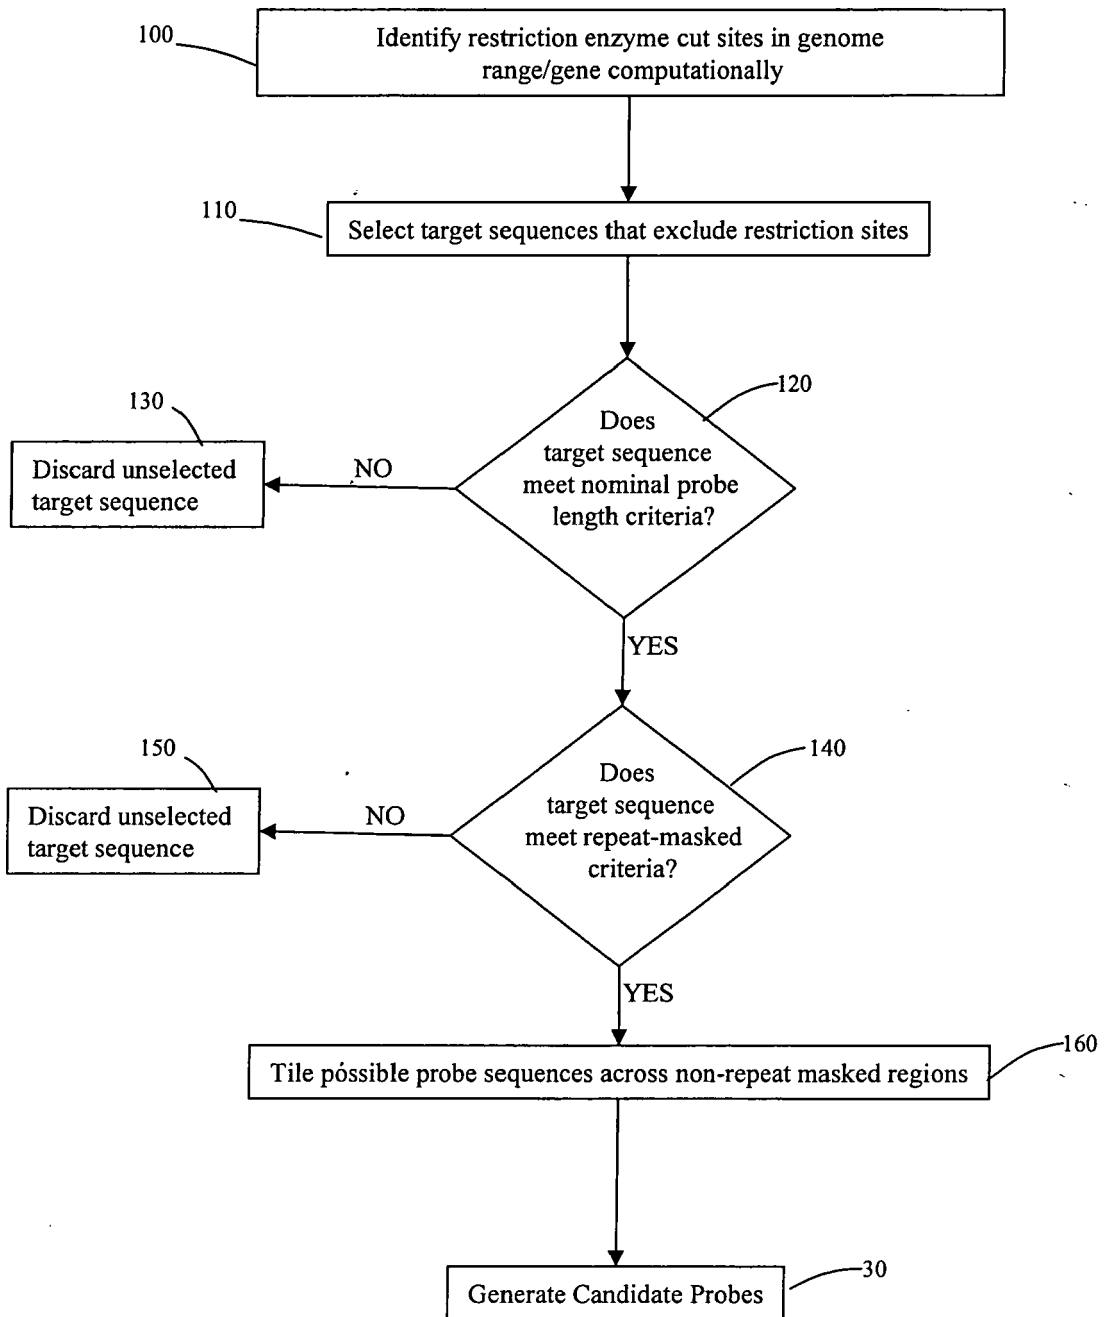 100
Identify restriction enzyme cut sites in genome
range/gene computationally
110
Select target sequences that exclude restriction sites
120
Does
target sequence
meet nominal probe
length criteria?
130
NO
Discard unselected
target sequence
YES
140
Does
target sequence
meet repeat-masked
criteria?
150
NO
Discard unselected
target sequence
YES
160
Tile possible probe sequences across non-repeat masked regions
30
Generate Candidate Probes